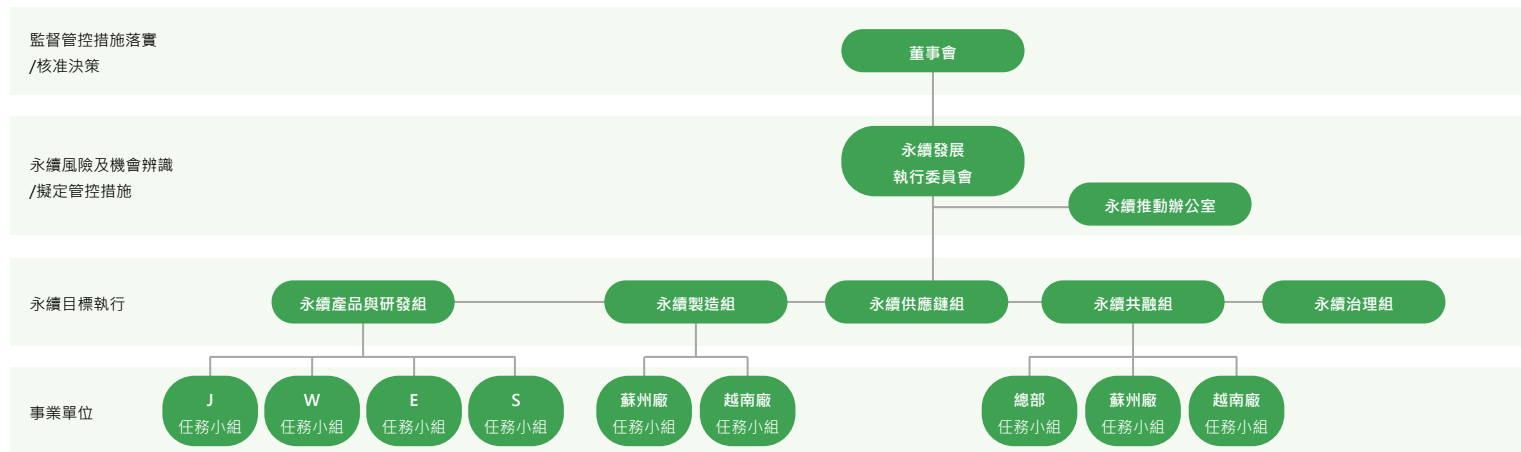 監督管控措施落實
/核准決策
董事會
永續風險及機會辨識
/擬定管控措施
永續發展
執行委員會
永續推動辦公室
永續目標執行
永續產品與研發組
永續製造組
永續供應鏈組
永續共融組
永續治理組
事業單位
J
任務小組
W
任務小組
E
任務小組
S
任務小組
蘇州廠
任務小組
越南廠
任務小組
總部
任務小組
蘇州廠
任務小組
越南廠
任務小組